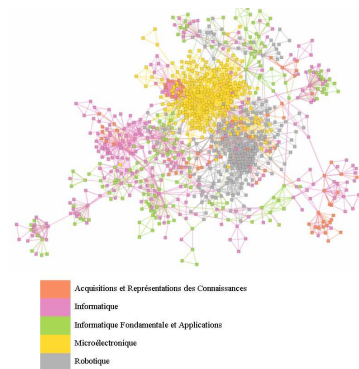 Acquisitions et Représentations des Connaissances
Informatique
Informatique Fondamentale et Applications
Microélectronique
Robotique